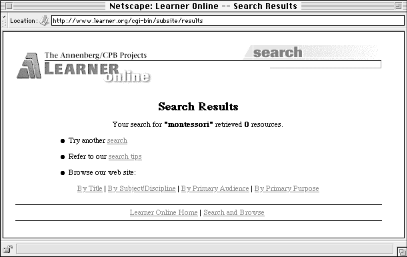 Netscape: Learner Online -- Search Results
Location: http://www.learner.org/cgi-bin/subsite/results
The Annenberg/CPB Projects
LEARNER
online
search
Search Results
Your search for "montessori" retrieved 0 resources.
Try another search
Refer to our search tips
Browse our web site:
By Title | By Subject/Discipline | By Primary Audience | By Primary Purpose
Learner Online Home | Search and Browse